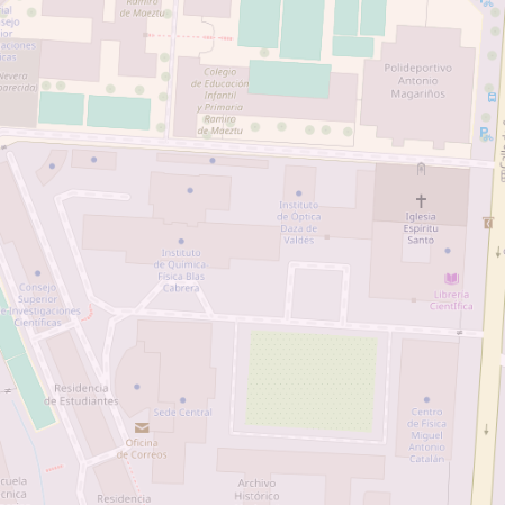 Ramiro
de Maeztu
Colegio
de Educación
Infantil
y Primaria
Ramiro
de Maeztu
Polideportivo
Antonio
Magariños
Instituto
de Óptica
Daza de
Valdés
Iglesia
Espíritu
Santo
Instituto
de Química-
Física Blas
Cabrera
Consejo
Superior
de Investigaciones
Científicas
Librería
Científica
Residencia
de Estudiantes
Sede Central
Oficina
de Correos
Centro
de Física
Miguel
Antonio
Catalán
Archivo
Histórico
Residencia